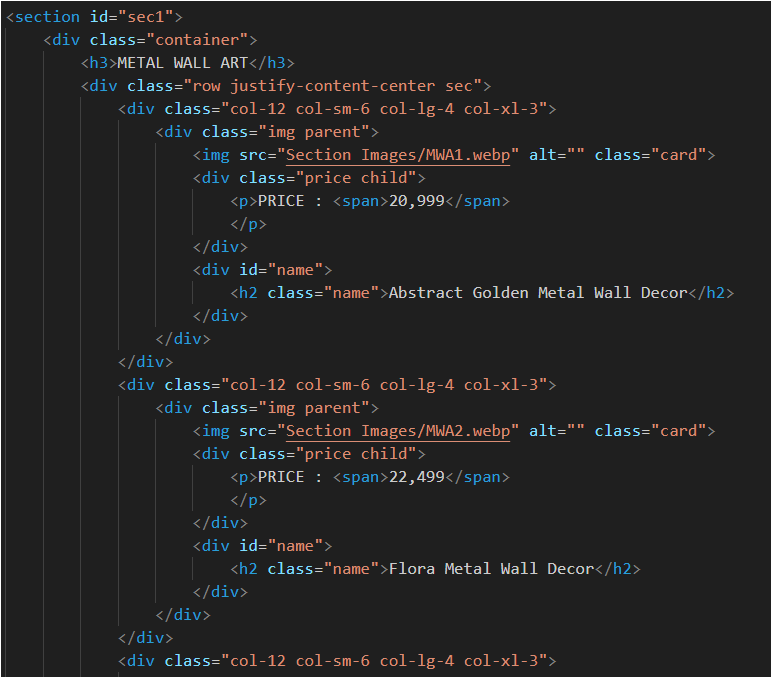 <section id="sec1">
<div class="container">
<h3>METAL WALL ART</h3>
<div class="row justify-content-center sec">
<div class="col-12 col-sm-6 col-lg-4 col-xl-3">
<div class="img parent">
<img src="Section Images/MWA1.webp" alt="" class="card">
<div class="price child">
<p>PRICE : <span>20,999</span>
</p>
</div>
<div id="name">
<h2 class="name">Abstract Golden Metal Wall Decor</h2>
</div>
</div>
</div>
<div class="col-12 col-sm-6 col-lg-4 col-xl-3">
<div class="img parent">
<img src="Section Images/MWA2.webp" alt="" class="card">
<div class="price child">
<p>PRICE : <span>22,499</span>
</p>
</div>
<div id="name">
<h2 class="name">Flora Metal Wall Decor</h2>
</div>
</div>
</div>
<div class="col-12 col-sm-6 col-lg-4 col-xl-3">